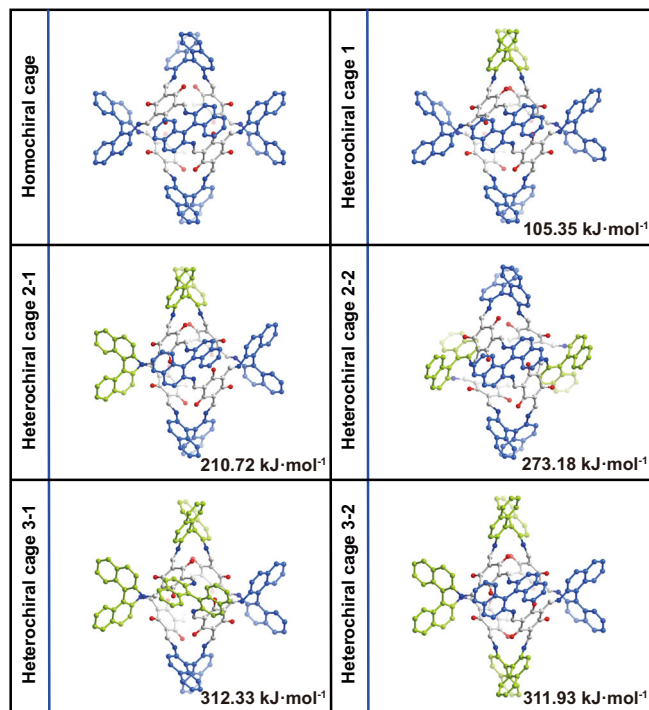 Homochiral cage
Heterochiral cage 1
105.35 kJ·mol⁻¹
Heterochiral cage 2-1
210.72 kJ·mol⁻¹
Heterochiral cage 2-2
273.18 kJ·mol⁻¹
Heterochiral cage 3-1
312.33 kJ·mol⁻¹
Heterochiral cage 3-2
311.93 kJ·mol⁻¹